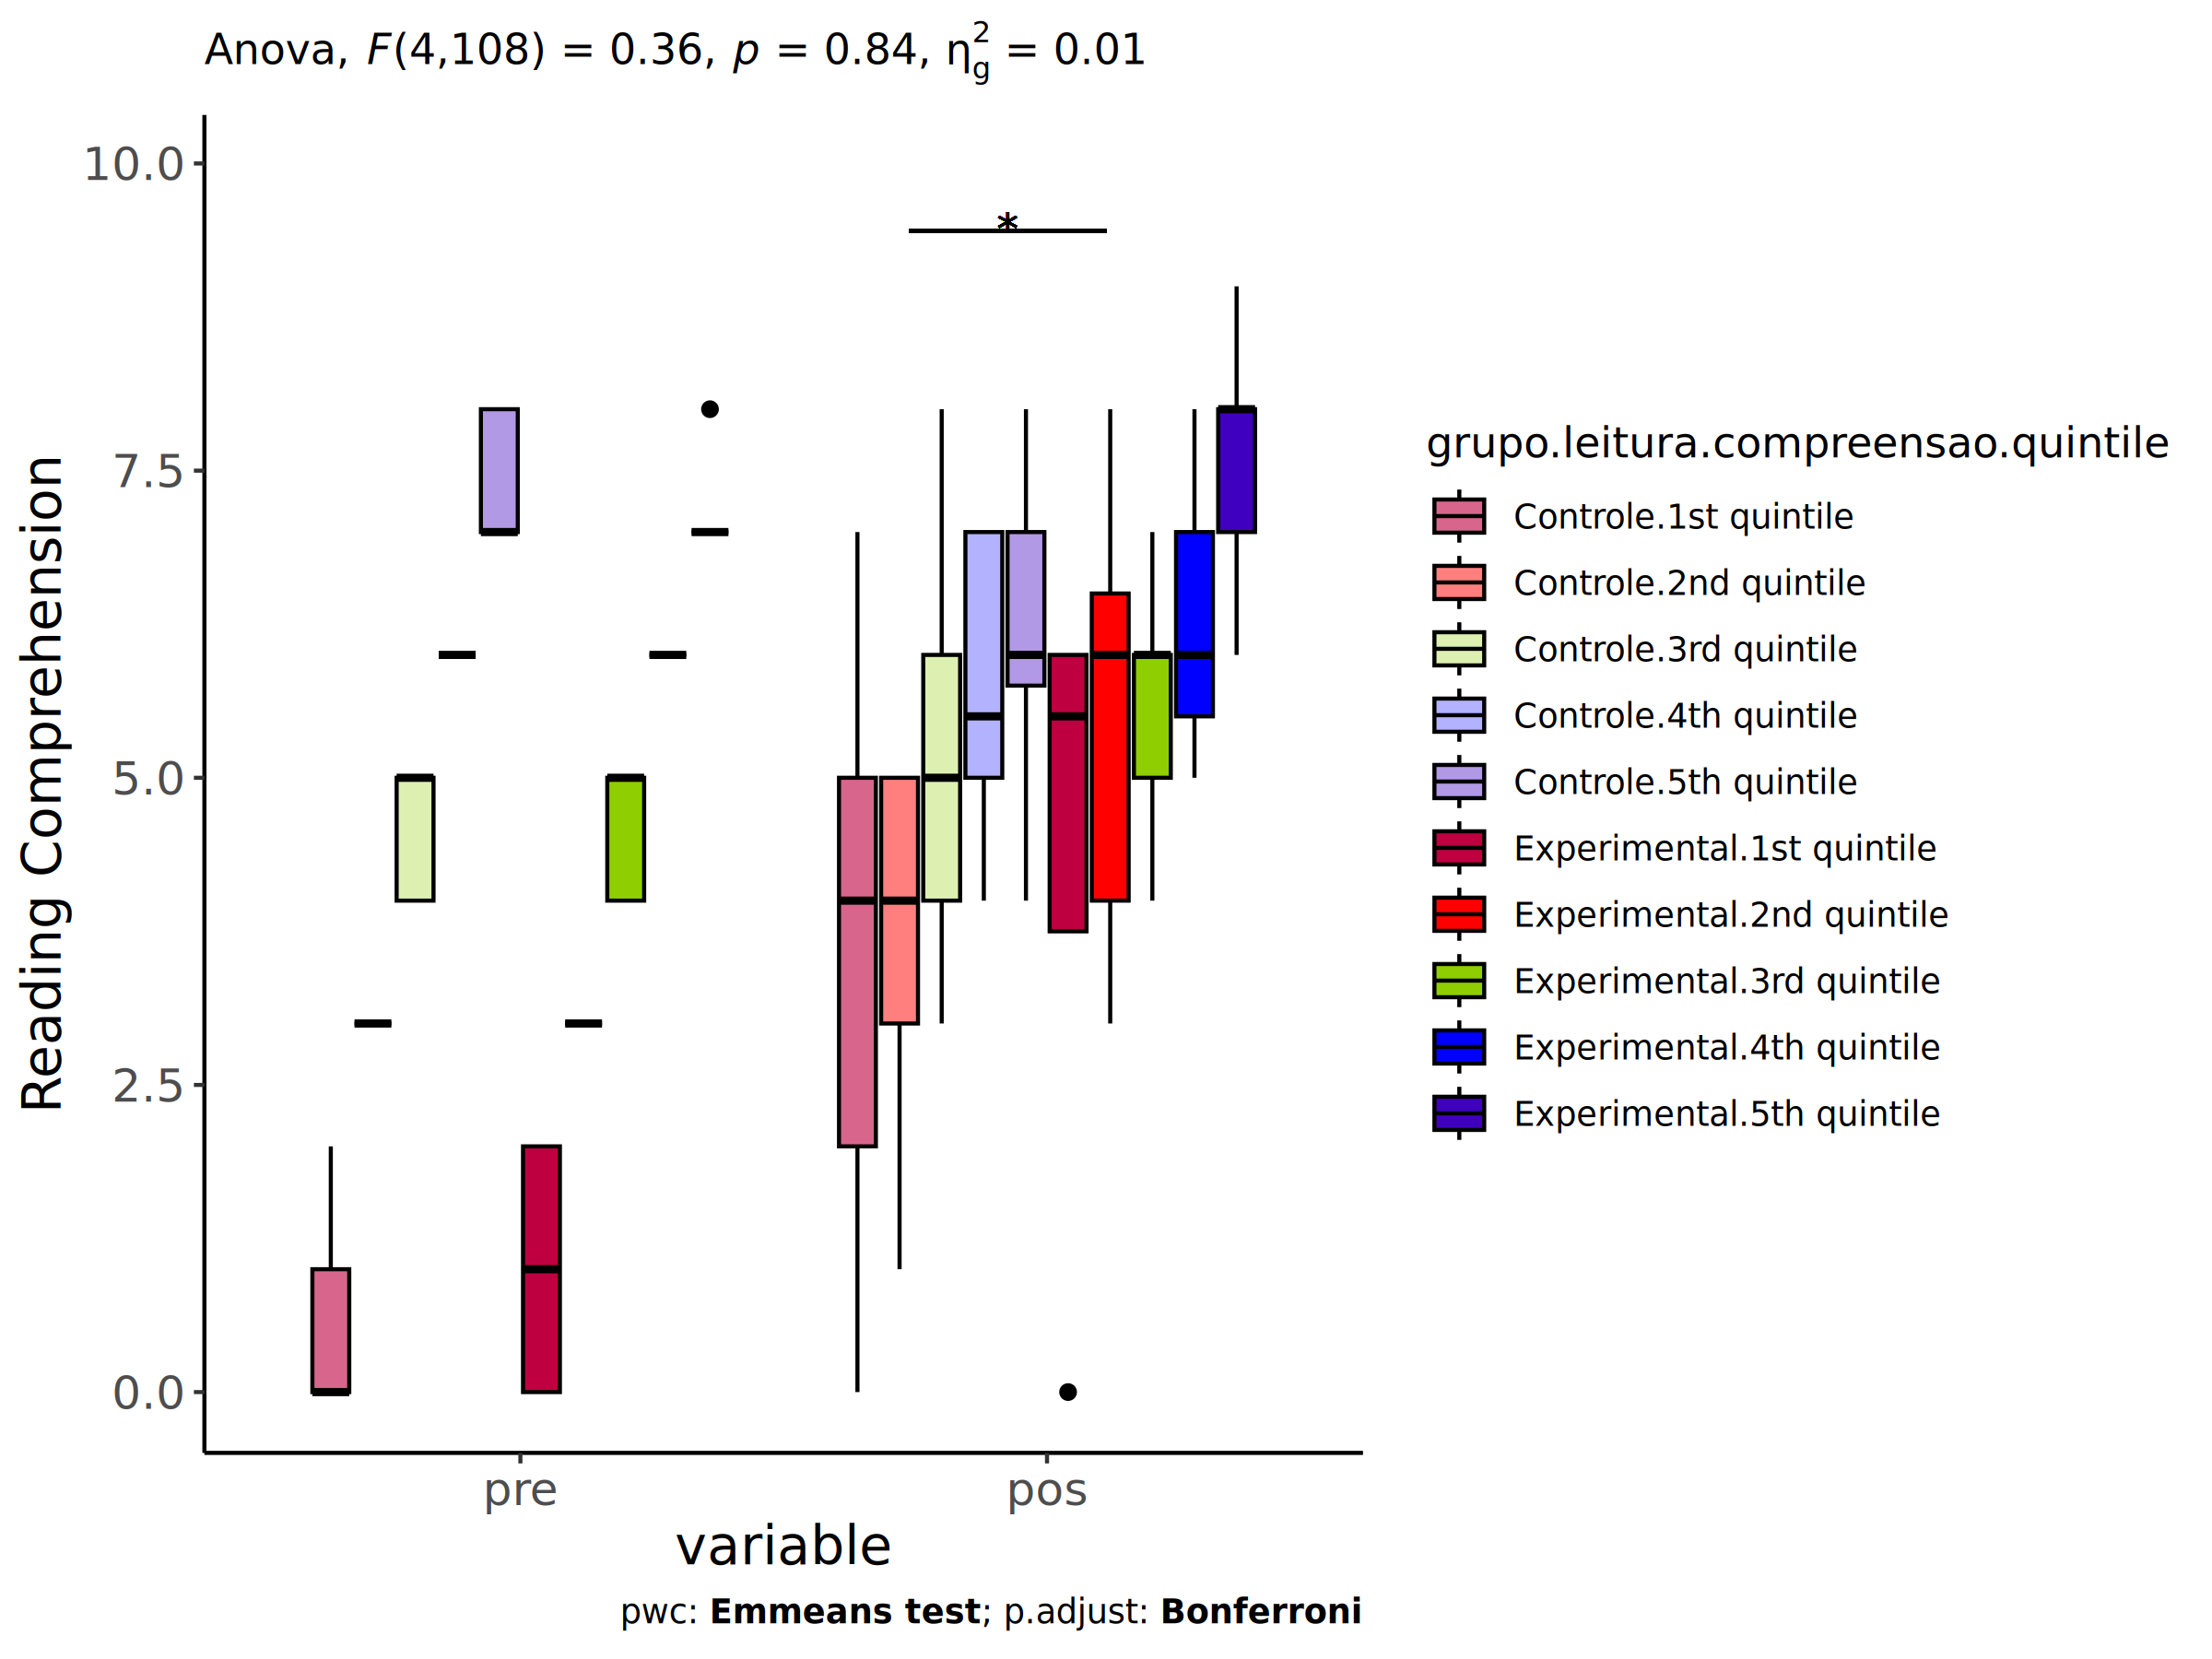 Anova, F(4,108) = 0.36, p = 0.84, η²g = 0.01
10.0
7.5
5.0
2.5
0.0
Reading Comprehension
*
pre
pos
variable
pwc: Emmeans test; p.adjust: Bonferroni
grupo.leitura.compreensao.quintile
Controle.1st quintile
Controle.2nd quintile
Controle.3rd quintile
Controle.4th quintile
Controle.5th quintile
Experimental.1st quintile
Experimental.2nd quintile
Experimental.3rd quintile
Experimental.4th quintile
Experimental.5th quintile